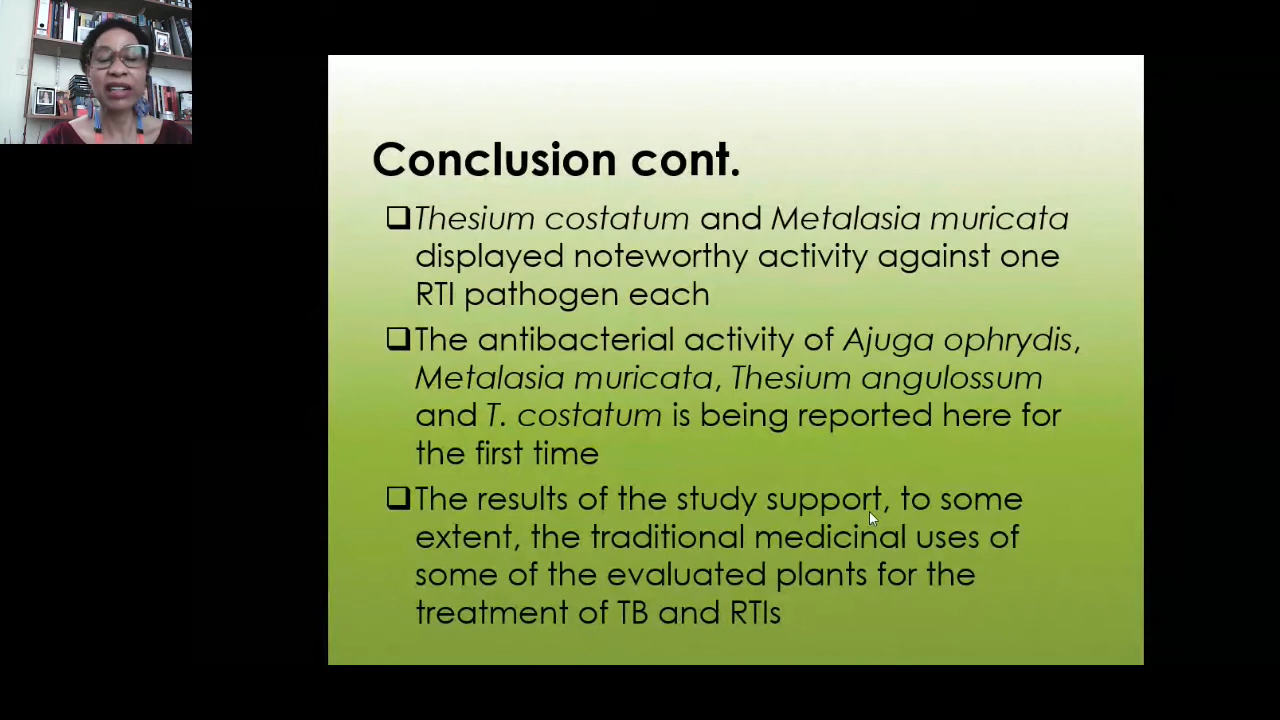 Conclusion cont.
Thesium costatum and Metalasia muricata
displayed noteworthy activity against one
RTI pathogen each
The antibacterial activity of Ajuga ophrydis,
Metalasia muricata, Thesium angulossum
and T. costatum is being reported here for
the first time
The results of the study support, to some
extent, the traditional medicinal uses of
some of the evaluated plants for the
treatment of TB and RTIs